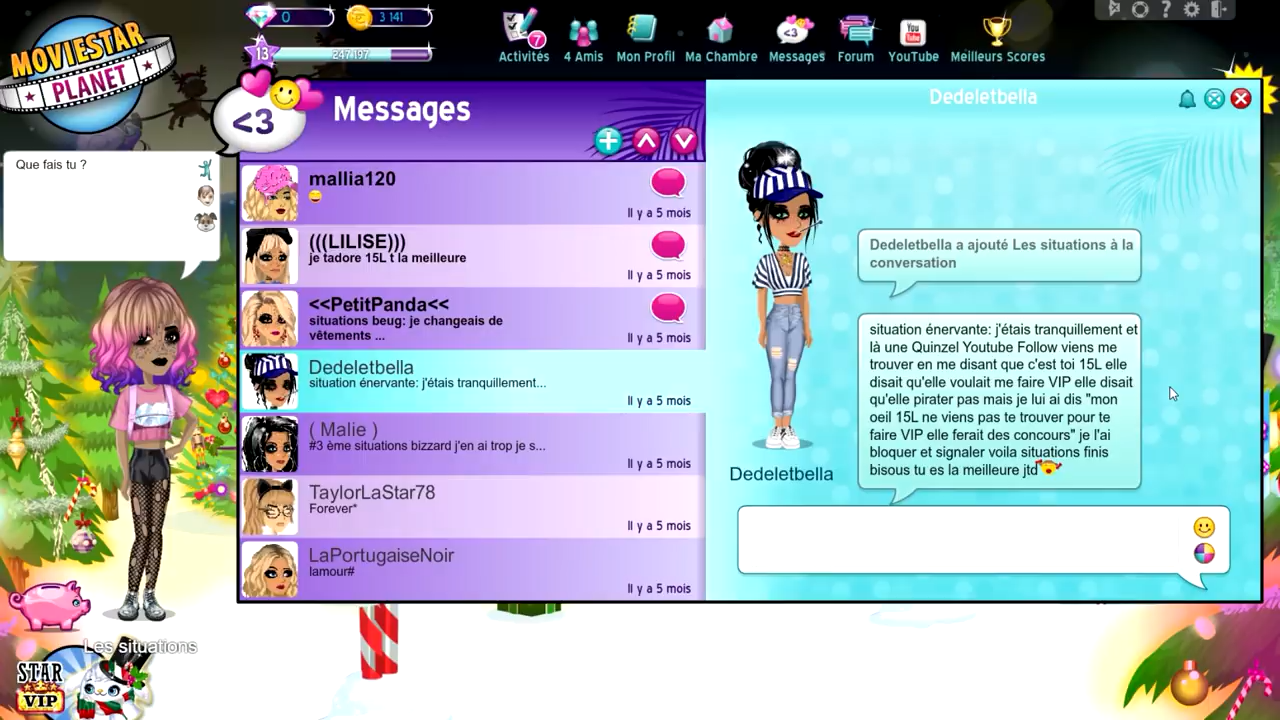 MOVIESTAR
PLANET
0
3 141
13
247 197
7
<3
Activités
4 Amis
Mon Profil
Ma Chambre
Messages
Forum
You
Tube
YouTube
Meilleurs Scores
Que fais tu ?
<3
Messages
mallia120
Il y a 5 mois
(((LILISE)))
je tadore 15L t la meilleure
Il y a 5 mois
<<PetitPanda<<
situations beug: je changeais de
vêtements ...
Il y a 5 mois
Dedeletbella
situation énervante: j'étais tranquillement...
Il y a 5 mois
( Malie )
#3 ème situations bizzard j'en ai trop je s...
Il y a 5 mois
TaylorLaStar78
Forever*
Il y a 5 mois
LaPortugaiseNoir
lamour#
Il y a 5 mois
Dedeletbella
Dedeletbella a ajouté Les situations à la
conversation
situation énervante: j'étais tranquillement et
là une Quinzel Youtube Follow viens me
trouver en me disant que c'est toi 15L elle
disait qu'elle voulait me faire VIP elle disait
qu'elle pirater pas mais je lui ai dis "mon
oeil 15L ne viens pas te trouver pour te
faire VIP elle ferait des concours" je l'ai
bloquer et signaler voila situations finis
bisous tu es la meilleure jtd
Dedeletbella
Les situations
STAR
VIP